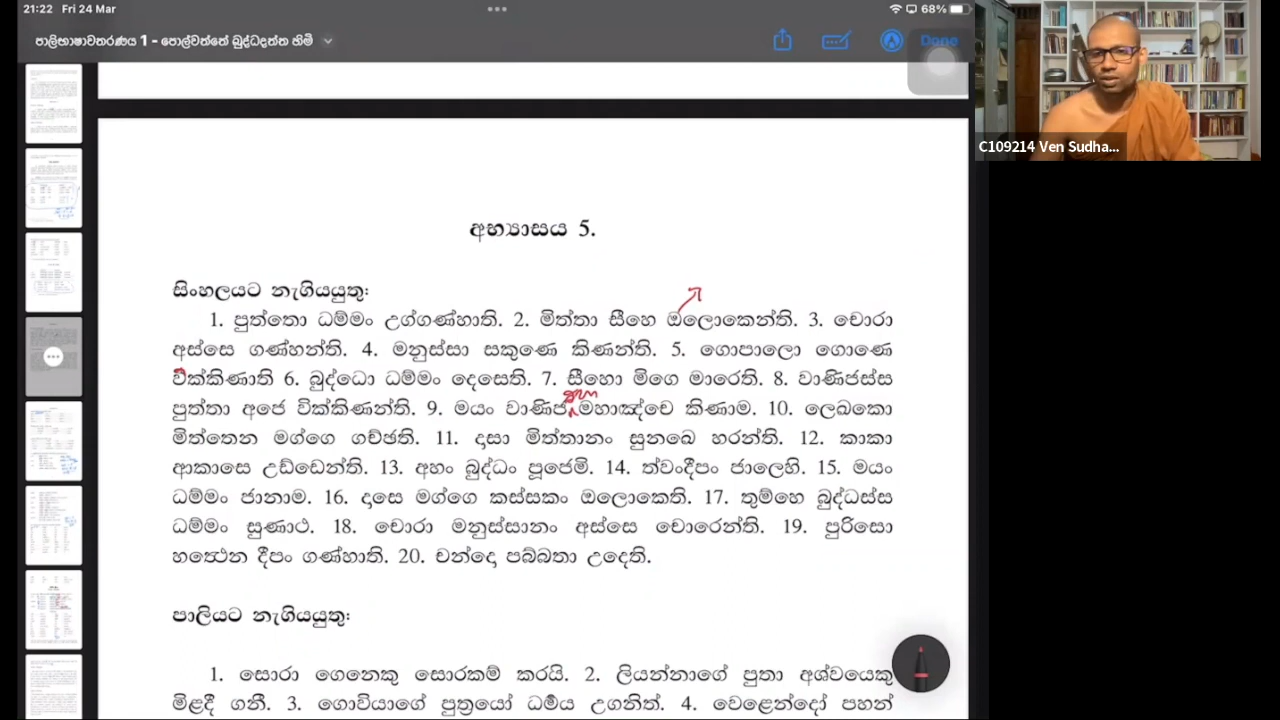 21:22 Fri 24 Mar
68%
පාලිභාෂාවතරණය 1 - පොල්වත්තේ බුද්ධදත්ත හිමි
Done
C109214 Ven Sudha...
අභ්‍යාසය 5.
සිංහලයට නැගියයුතු:
1. පුත්තො ධම්මං උග්ගණ්හාති. 2. මිත්තා සීහෙ ඔලොකෙන්ති. 3. චොරා
අස්සෙ ගණ්හන්ති. 4. මනුස්සා සකුණෙ කිණන්ති. 5. ගොපාලො ගොණෙ
වික්කිණාති 6. බුද්ධො ධම්මං දෙසෙති. 7. සීහො මිගෙ මාරෙති. 8. වාණිජස්ස
පුත්තා අජෙ වික්කිණන්ති. 9. මයං වාණිජ මහාඤ්චෙ කිණාම. 10. ලෙඛකො
මිත්තෙන මග්ගෙ ගච්ඡති. 11. දාසා මිත්තානං සුනඛෙ හරන්ති. 12. කාකා
ආකාසෙ උඩ්ඩෙන්ති. 13. අහං බුද්ධං පූජෙමි. 14. ත්වංදීපං ජාලෙහි. 15. මයං
ධම්මං ජානාම. 16. දාසෙ මග්ගෙ කස්සකං ඔලොකෙති. 17. තුම්හෙ බුද්ධස්ස
ධම්මං සුණාථ. 18. චොරා මනුස්සානං අස්සෙ චොරෙන්ති. 19. පුරිසො
හත්ථෙන දීපං ගණ්හාති. 20. චන්දො පබ්බතා උදෙති.
පාලියට නැගියයුතු:
සොරා නෙතු සොරකම් කරයි. 2. ලියන්නාගේ පුතා අශ්වයෙකු
මිළදී ගනී. 3. ගොවියාගේ පුත්‍රයෝ ධර්මය උගනිත්. 4. වෙළෙන්දෝ පහන්